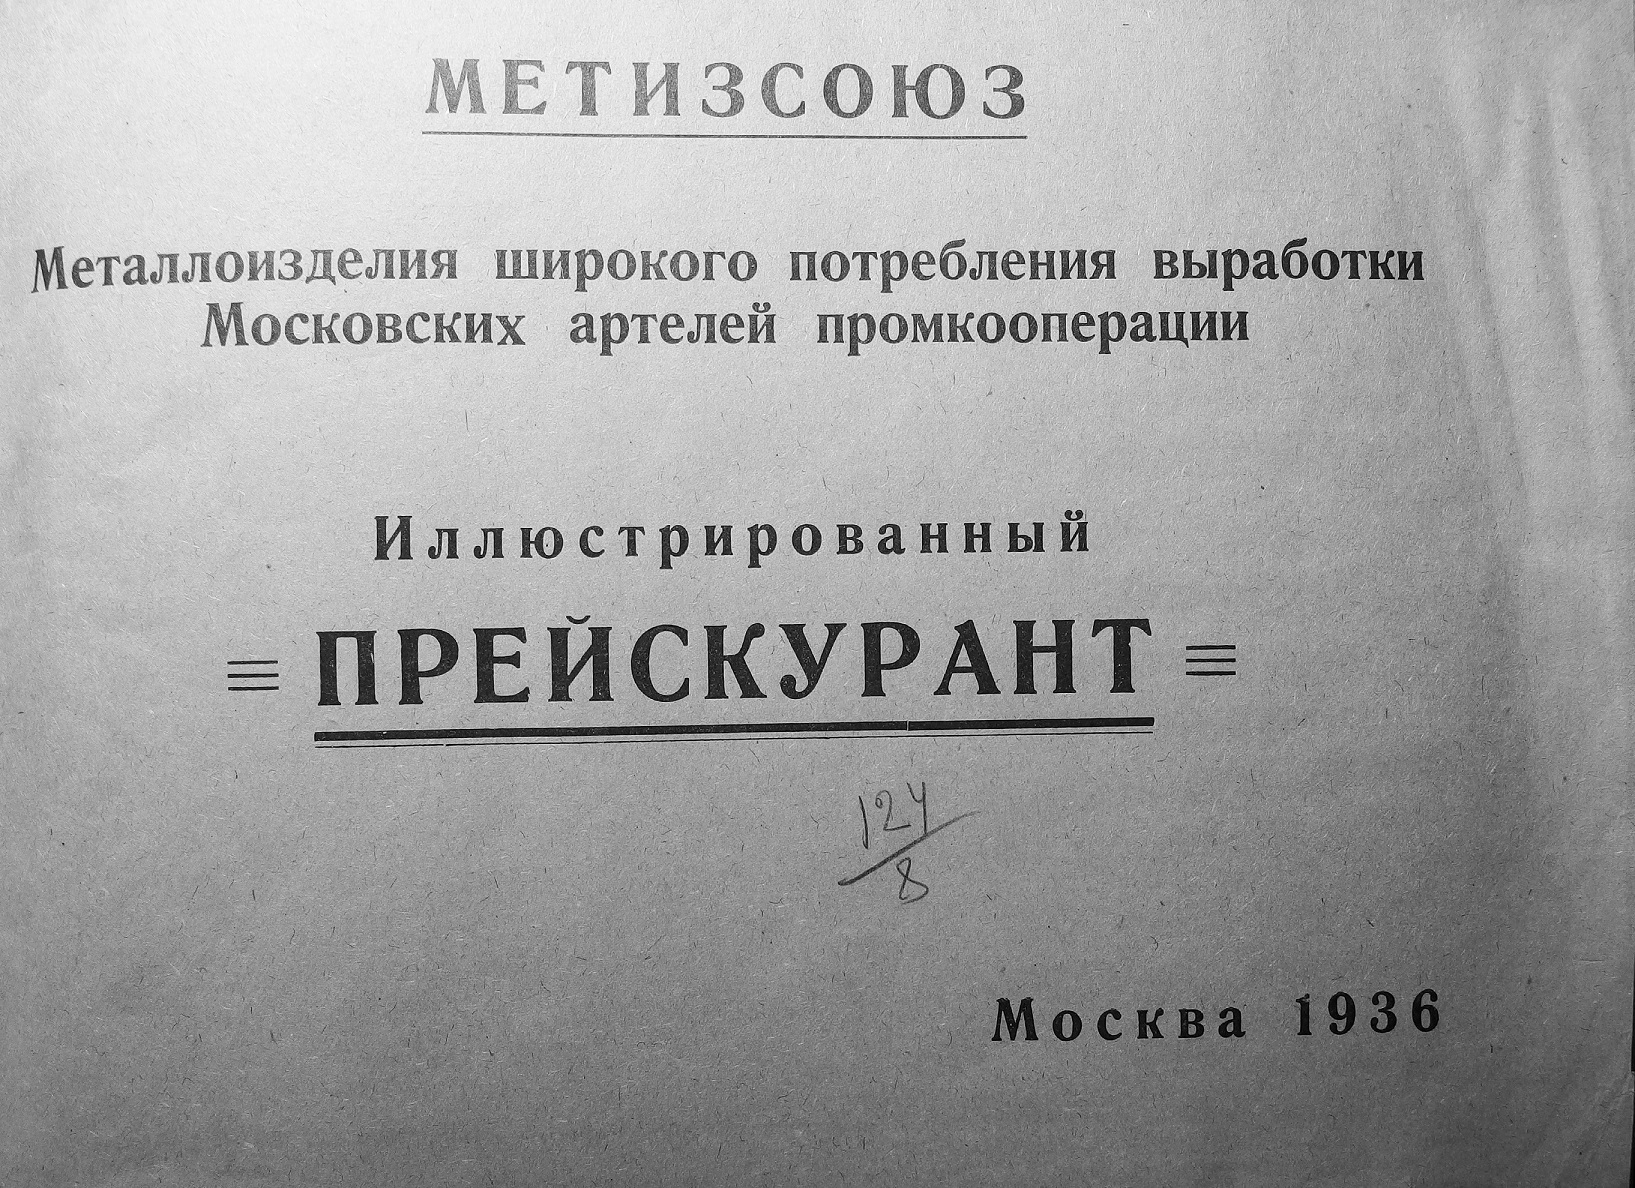 МЕТИЗСОЮЗ
Металлоизделия широкого потребления выработки
Московских артелей промкооперации
Иллюстрированный
ПРЕЙСКУРАНТ
124
8
Москва 1936